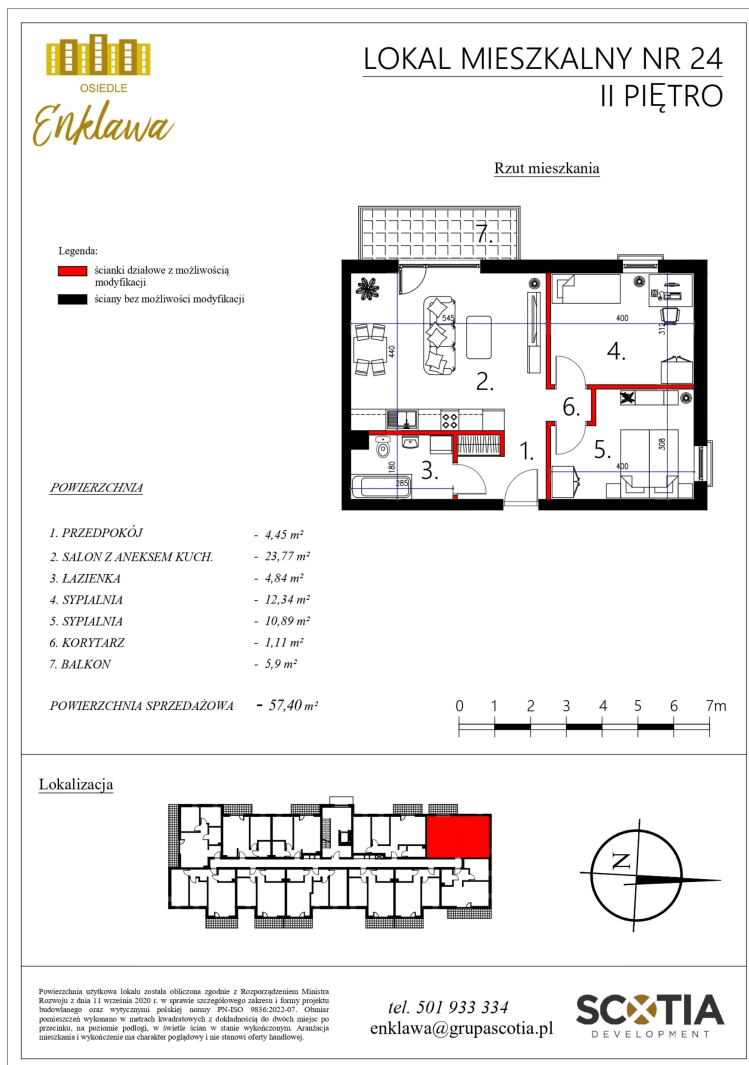 OSIEDLE
Enklawa
LOKAL MIESZKALNY NR 24
II PIĘTRO
Rzut mieszkania
Legenda:
ścianki działowe z możliwością
modyfikacji
ściany bez możliwości modyfikacji
7.
545
440
2.
400
312
4.
6.
5.
308
400
1.
3.
180
285
POWIERZCHNIA
1. PRZEDPOKÓJ - 4,45 m²
2. SALON Z ANEKSEM KUCH. - 23,77 m²
3. ŁAZIENKA - 4,84 m²
4. SYPIALNIA - 12,34 m²
5. SYPIALNIA - 10,89 m²
6. KORYTARZ - 1,11 m²
7. BALKON - 5,9 m²
POWIERZCHNIA SPRZEDAŻOWA - 57,40 m²
0 1 2 3 4 5 6 7m
Lokalizacja
N
Powierzchnia użytkowa lokalu została obliczona zgodnie z Rozporządzeniem Ministra
Rozwoju z dnia 11 września 2020 r. w sprawie szczegółowego zakresu i formy projektu
budowlanego oraz wytycznymi polskiej normy PN-ISO 9836:2022-07. Obmiar
pomieszczeń wykonano w metrach kwadratowych z dokładnością do dwóch miejsc po
przecinku, na poziomie podłogi, w świetle ścian w stanie wykończonym. Aranżacja
mieszkania i wykończenie ma charakter poglądowy i nie stanowi oferty handlowej.
tel. 501 933 334
enklawa@grupascotia.pl
SCOTIA
DEVELOPMENT